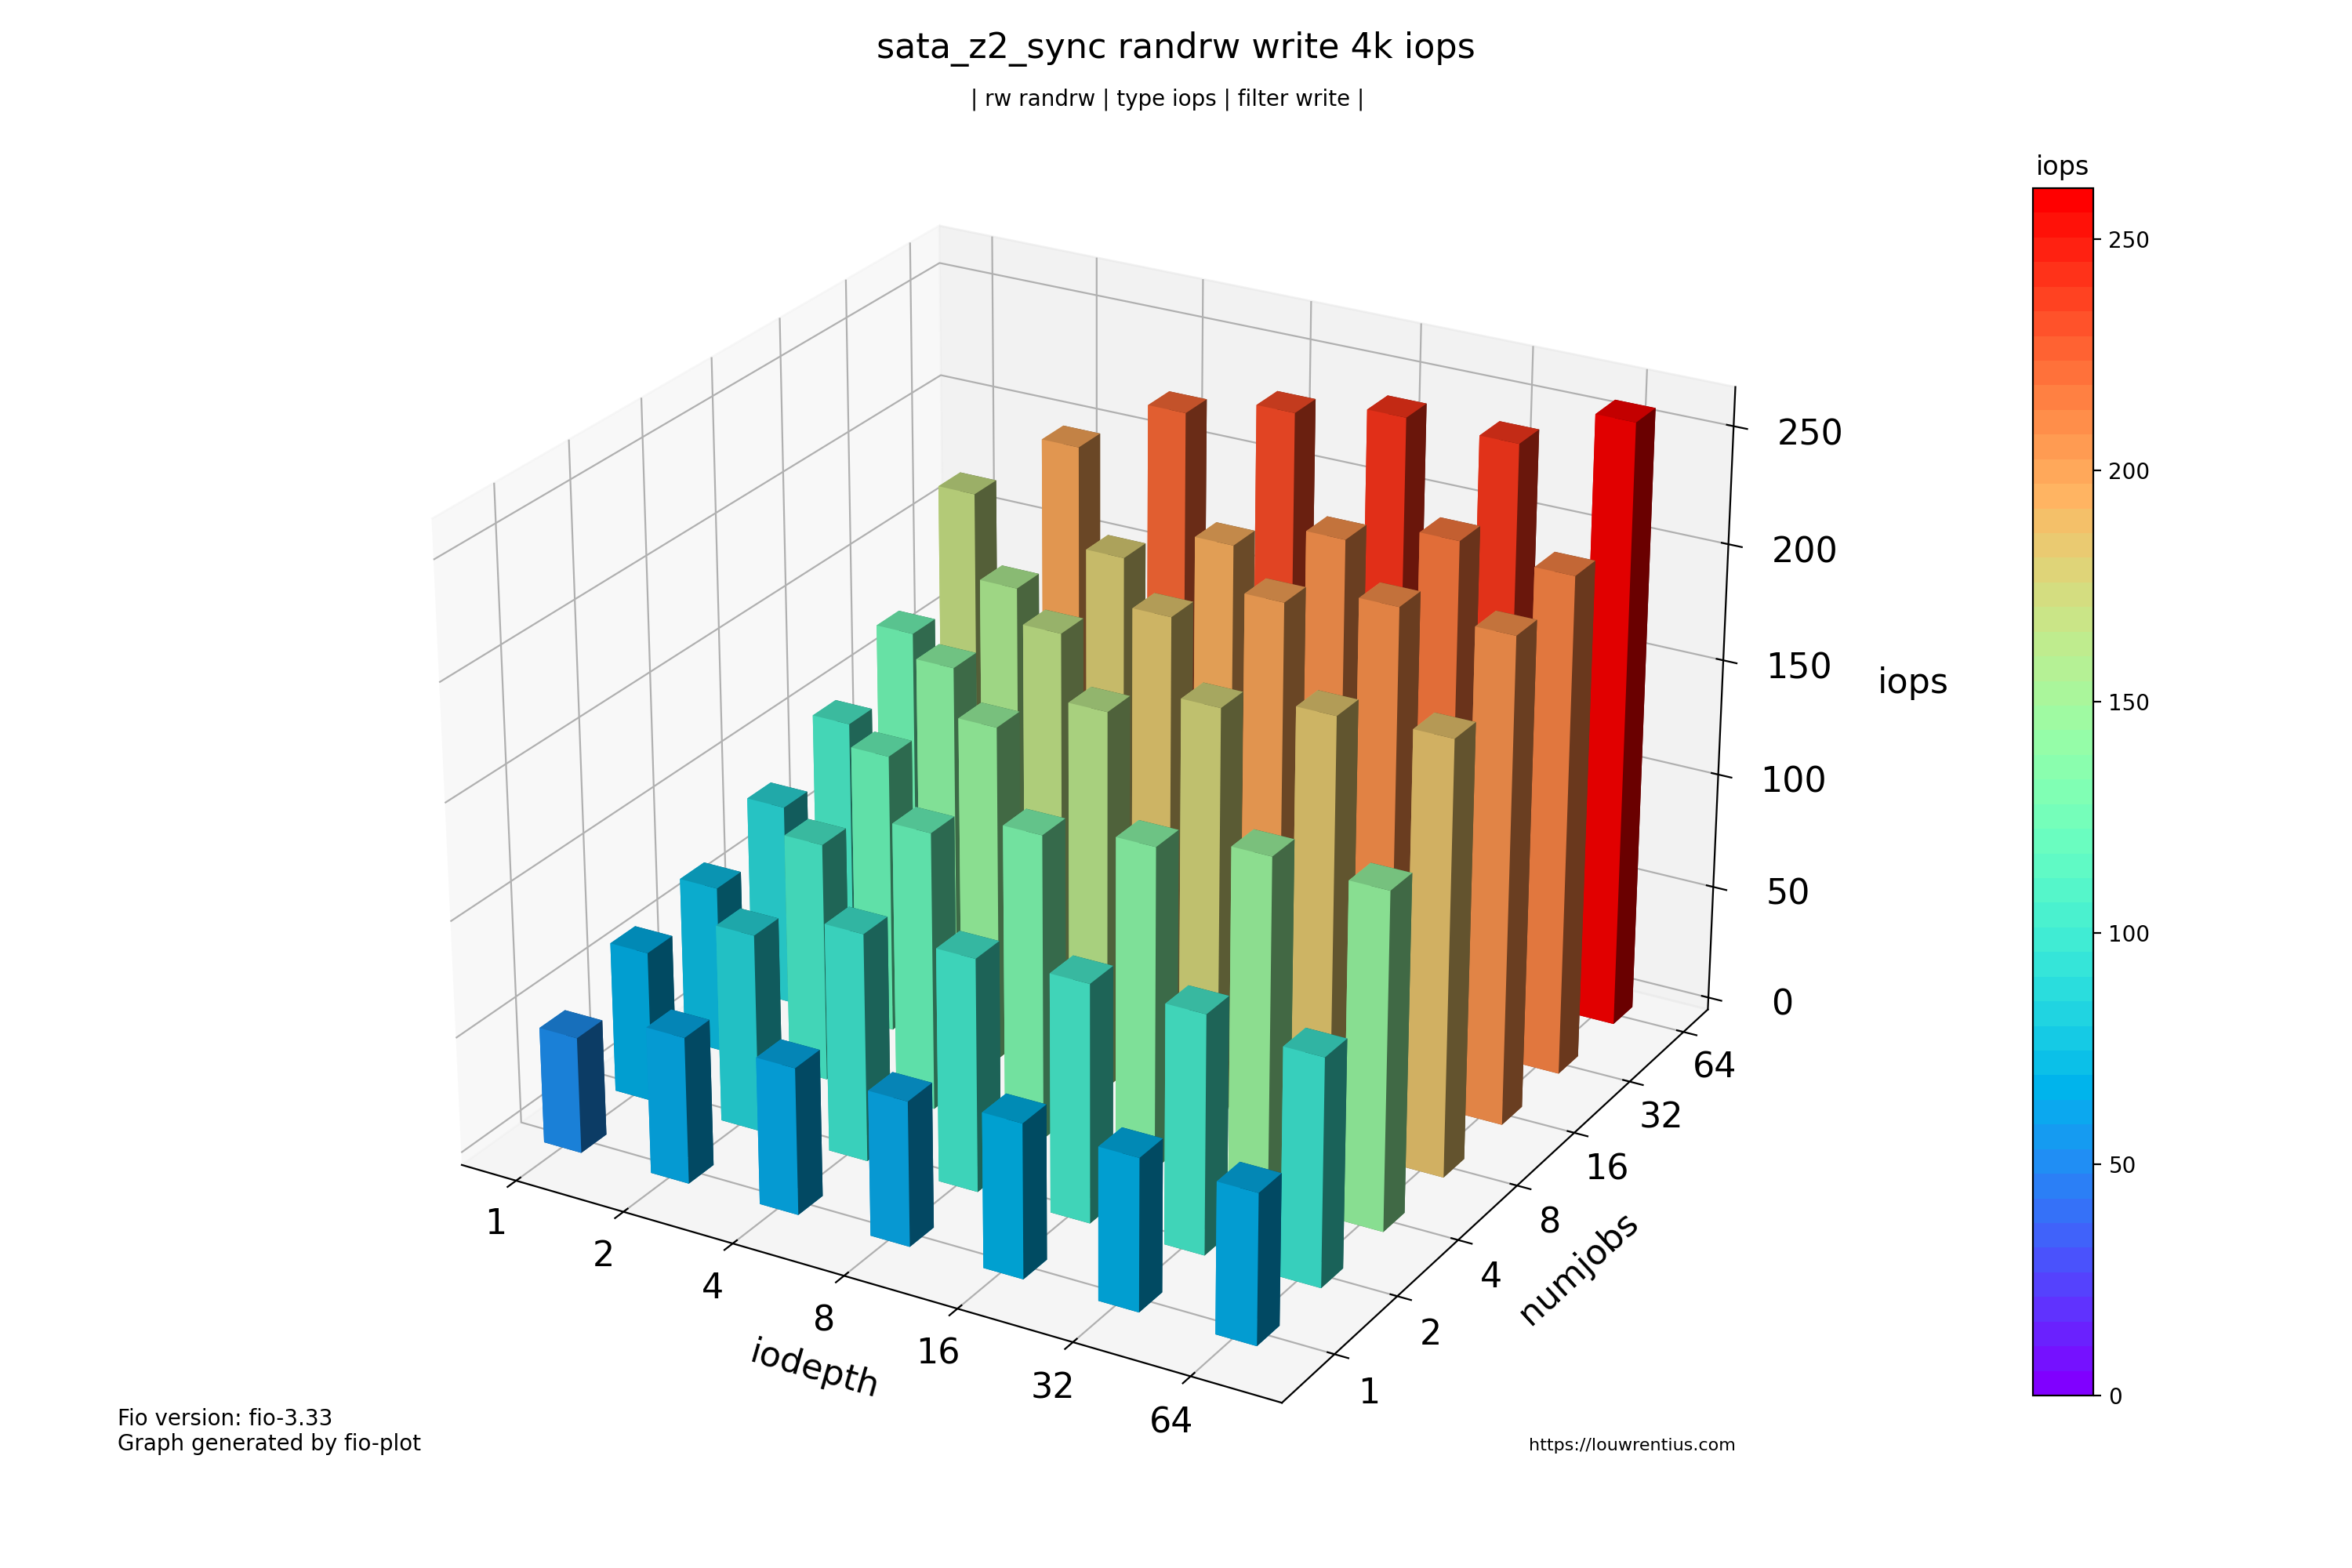 sata_z2_sync randrw write 4k iops
| rw randrw | type iops | filter write |
iops
250
200
150
100
50
0
250
200
150
100
50
0
iops
64
32
16
8
4
2
1
numjobs
1
2
4
8
16
32
64
iodepth
Fio version: fio-3.33
Graph generated by fio-plot
https://louwrentius.com